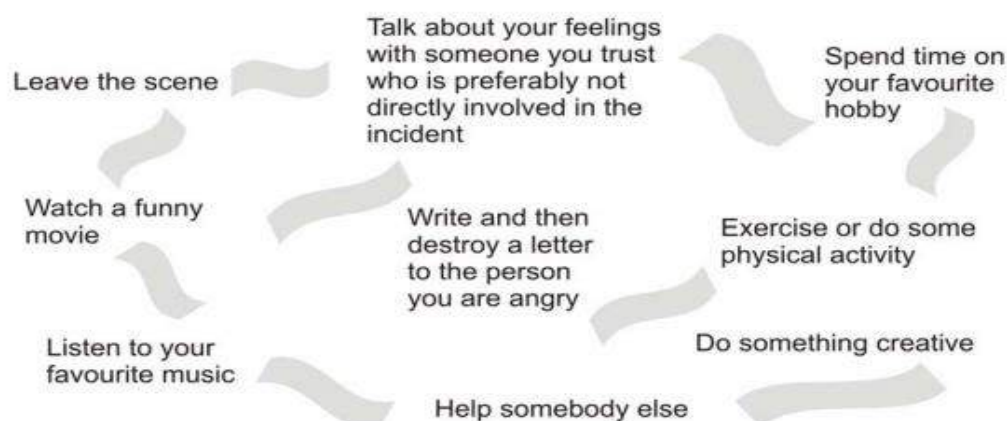 Leave the scene
Talk about your feelings
with someone you trust
who is preferably not
directly involved in the
incident
Spend time on
your favourite
hobby
Watch a funny
movie
Write and then
destroy a letter
to the person
you are angry
Exercise or do some
physical activity
Listen to your
favourite music
Do something creative
Help somebody else